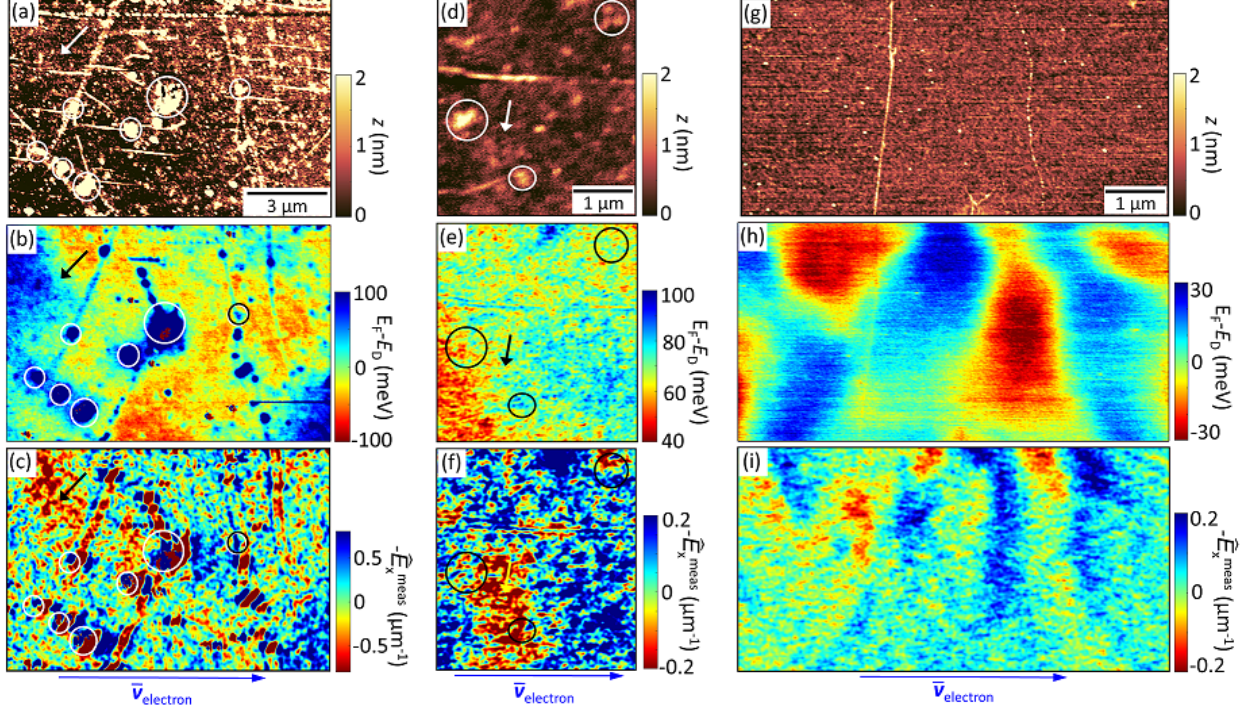 (a)
2
z (nm)
1
0
3 μm
(b)
100
E_F-E_D (meV)
0
-100
(c)
0.5
-Ê_x^meas (μm⁻¹)
0
-0.5
v̄_electron
(d)
2
z (nm)
1
0
1 μm
(e)
100
80
E_F-E_D (meV)
60
40
(f)
0.2
-Ê_x^meas (μm⁻¹)
0
-0.2
v̄_electron
(g)
2
z (nm)
1
0
1 μm
(h)
30
E_F-E_D (meV)
0
-30
(i)
0.2
-Ê_x^meas (μm⁻¹)
0
-0.2
v̄_electron